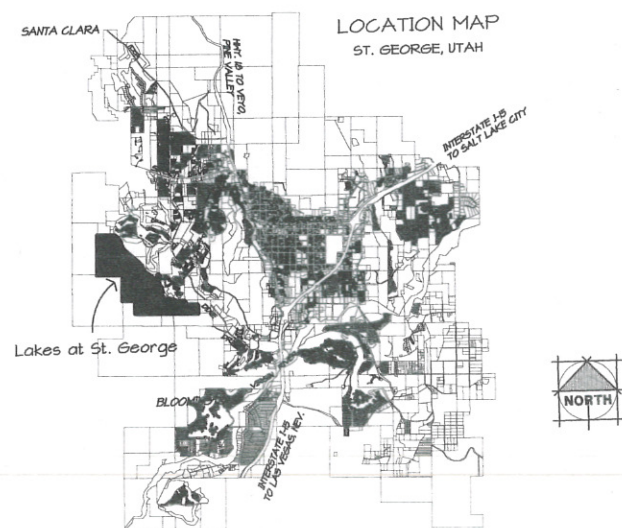 LOCATION MAP
ST. GEORGE, UTAH
SANTA CLARA
HWY. 18 TO VEYO,
PINE VALLEY
INTERSTATE I-15
TO SALT LAKE CITY
Lakes at St. George
NORTH
INTERSTATE I-15
TO LAS VEGAS, NEV.